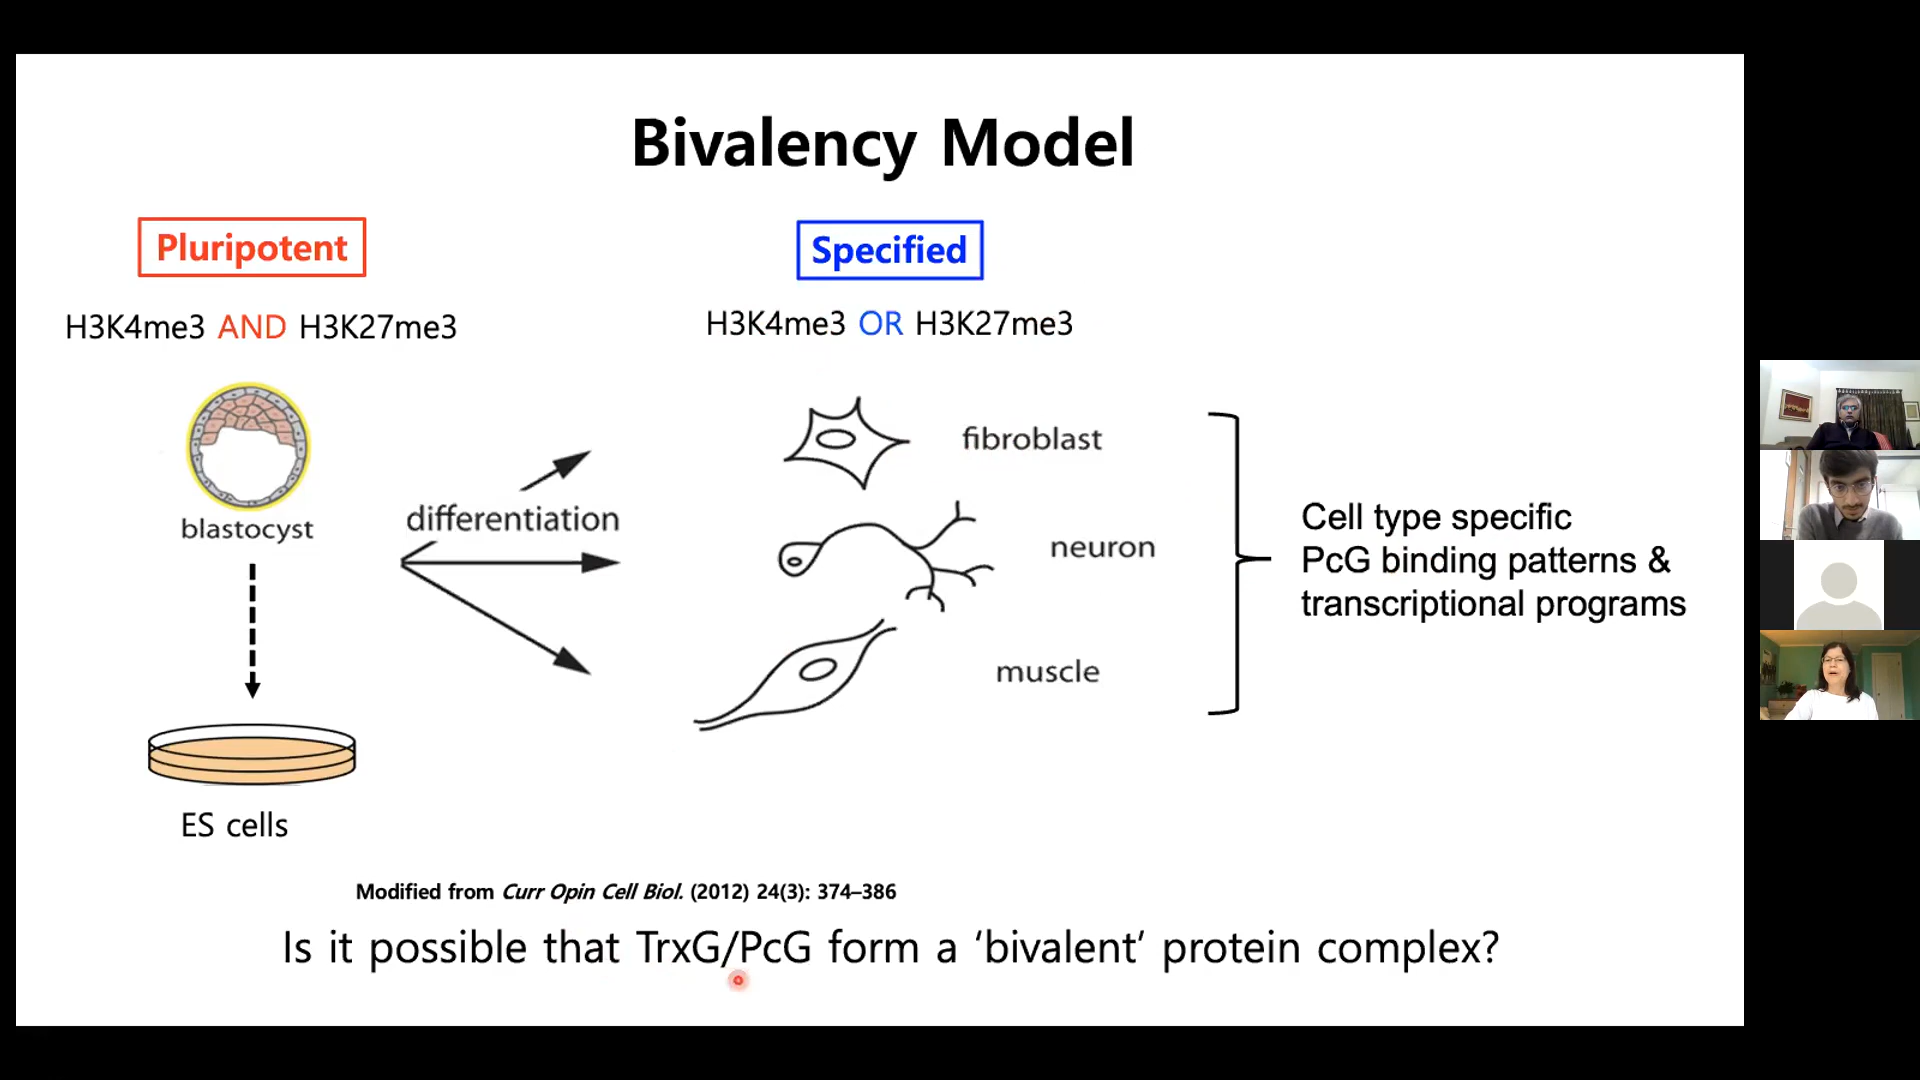 Bivalency Model
Pluripotent
H3K4me3 AND H3K27me3
blastocyst
ES cells
differentiation
Specified
H3K4me3 OR H3K27me3
fibroblast
neuron
muscle
Cell type specific
PcG binding patterns &
transcriptional programs
Modified from Curr Opin Cell Biol. (2012) 24(3): 374–386
Is it possible that TrxG/PcG form a ‘bivalent’ protein complex?